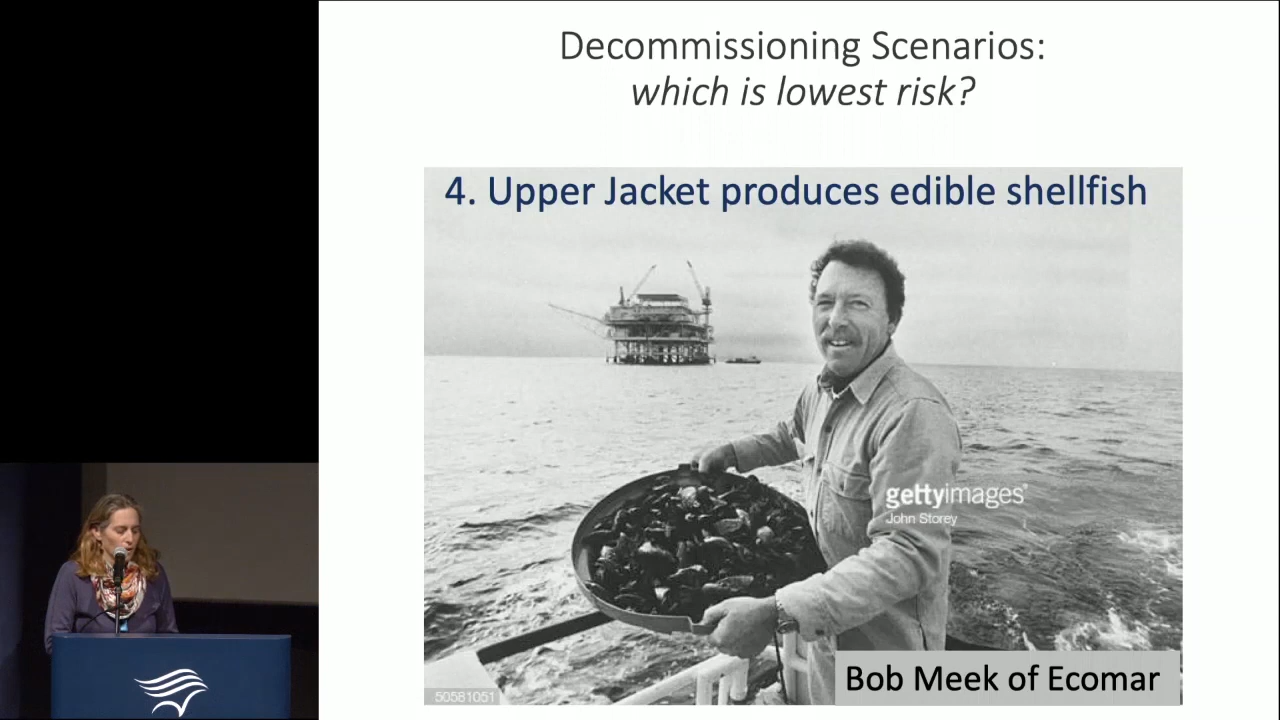 Decommissioning Scenarios:
which is lowest risk?
4. Upper Jacket produces edible shellfish
gettyimages®
John Storey
50581051
Bob Meek of Ecomar